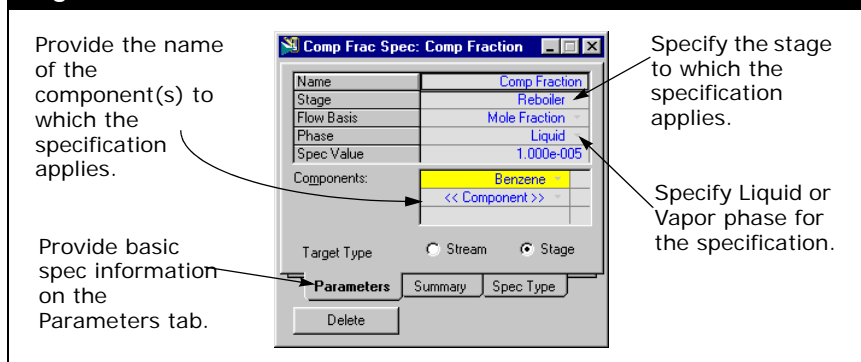 Provide the name
of the
component(s) to
which the
specification
applies.
Provide basic
spec information
on the
Parameters tab.
Comp Frac Spec: Comp Fraction
Name Comp Fraction
Stage Reboiler
Flow Basis Mole Fraction
Phase Liquid
Spec Value 1.000e-005
Components: Benzene
<< Component >>
Target Type Stream Stage
Parameters Summary Spec Type
Delete
Specify the stage
to which the
specification
applies.
Specify Liquid or
Vapor phase for
the specification.